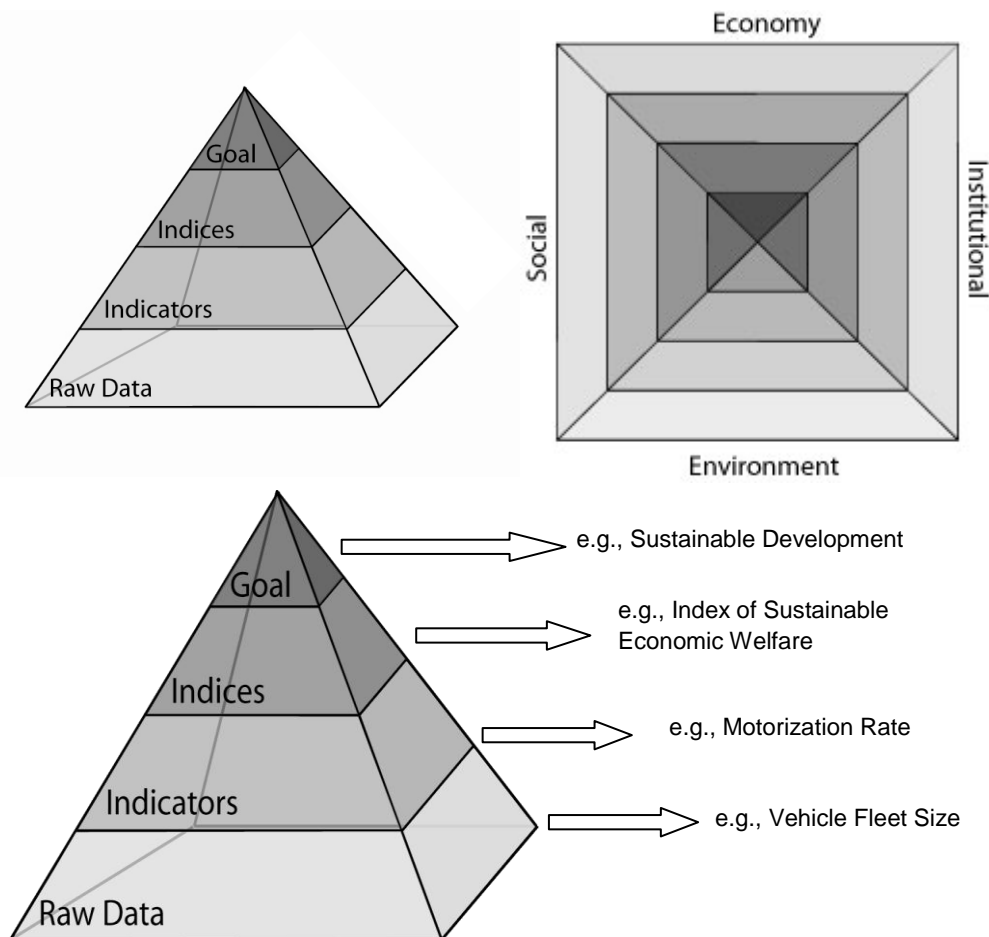 Economy
Goal
Indices
Indicators
Raw Data
Social
Institutional
Environment
Goal
Indices
Indicators
Raw Data
e.g., Sustainable Development
e.g., Index of Sustainable
Economic Welfare
e.g., Motorization Rate
e.g., Vehicle Fleet Size